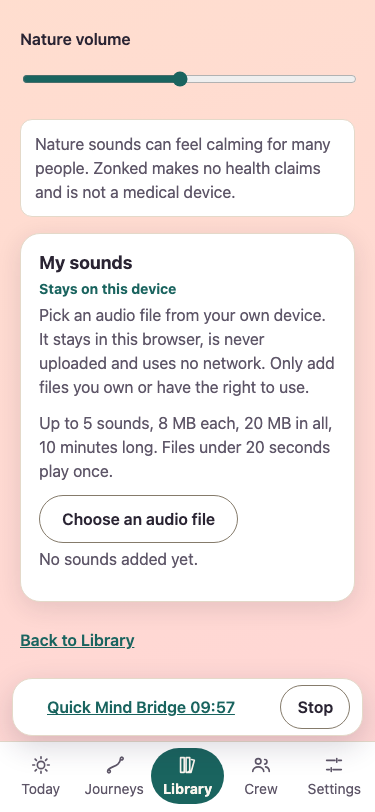 Nature volume
Nature sounds can feel calming for many
people. Zonked makes no health claims
and is not a medical device.
My sounds
Stays on this device
Pick an audio file from your own device.
It stays in this browser, is never
uploaded and uses no network. Only add
files you own or have the right to use.
Up to 5 sounds, 8 MB each, 20 MB in all,
10 minutes long. Files under 20 seconds
play once.
Choose an audio file
No sounds added yet.
Back to Library
Quick Mind Bridge 09:57
Stop
Today
Journeys
Library
Crew
Settings